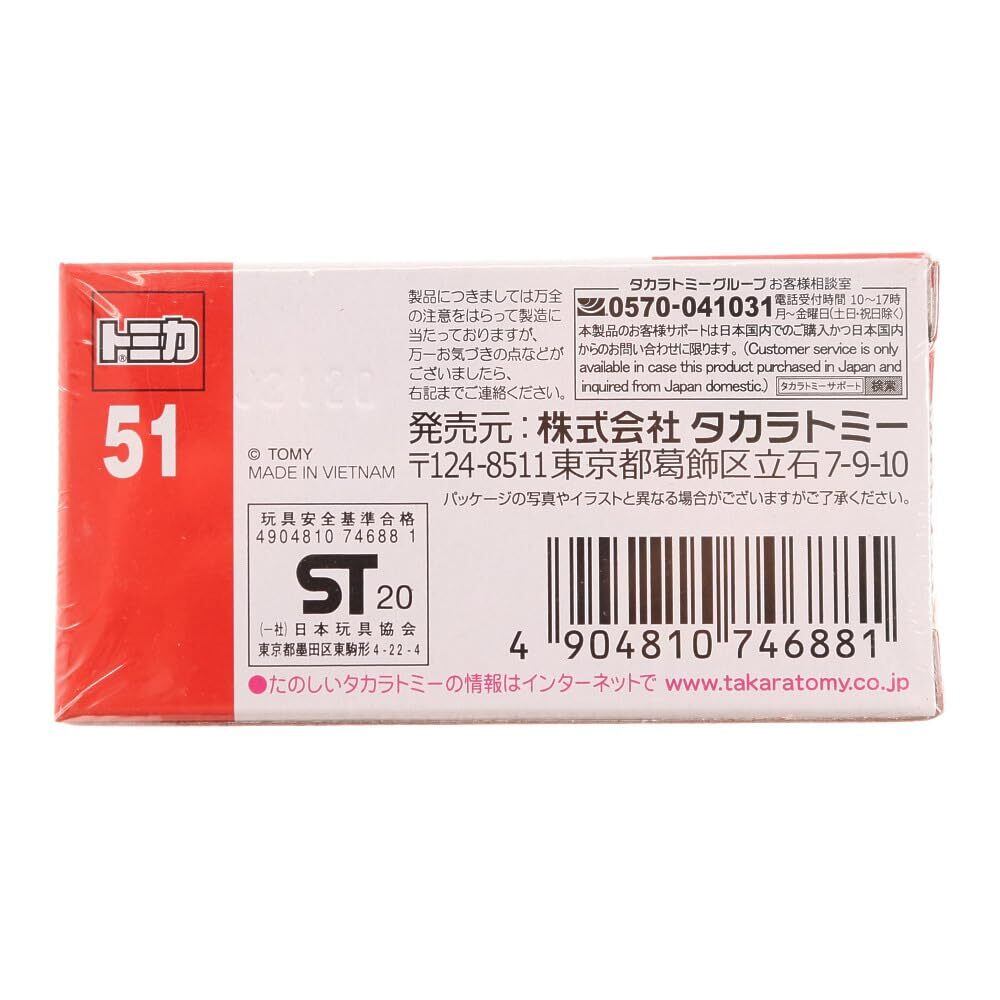 トミカ®
51
© TOMY
MADE IN VIETNAM
製品につきましては万全
の注意をはらって製造に
当たっておりますが、
万一お気づきの点などが
ございましたら、
右記までご連絡ください。
タカラトミーグループ お客様相談室
0570-041031 電話受付時間 10〜17時
月〜金曜日(土日・祝日除く)
本製品のお客様サポートは日本国内でのご購入かつ日本国内
からのお問い合わせに限ります。(Customer service is only
available in case this product purchased in Japan and
inquired from Japan domestic.) タカラトミーサポート 検索
発売元:株式会社 タカラトミー
〒124-8511 東京都葛飾区立石7-9-10
パッケージの写真やイラストと異なる場合がございますがご了承ください。
玩具安全基準合格
4904810 74688 1
ST 20
(一社)日本玩具協会
東京都墨田区東駒形4-22-4
4 904810 746881
●たのしいタカラトミーの情報はインターネットで www.takaratomy.co.jp